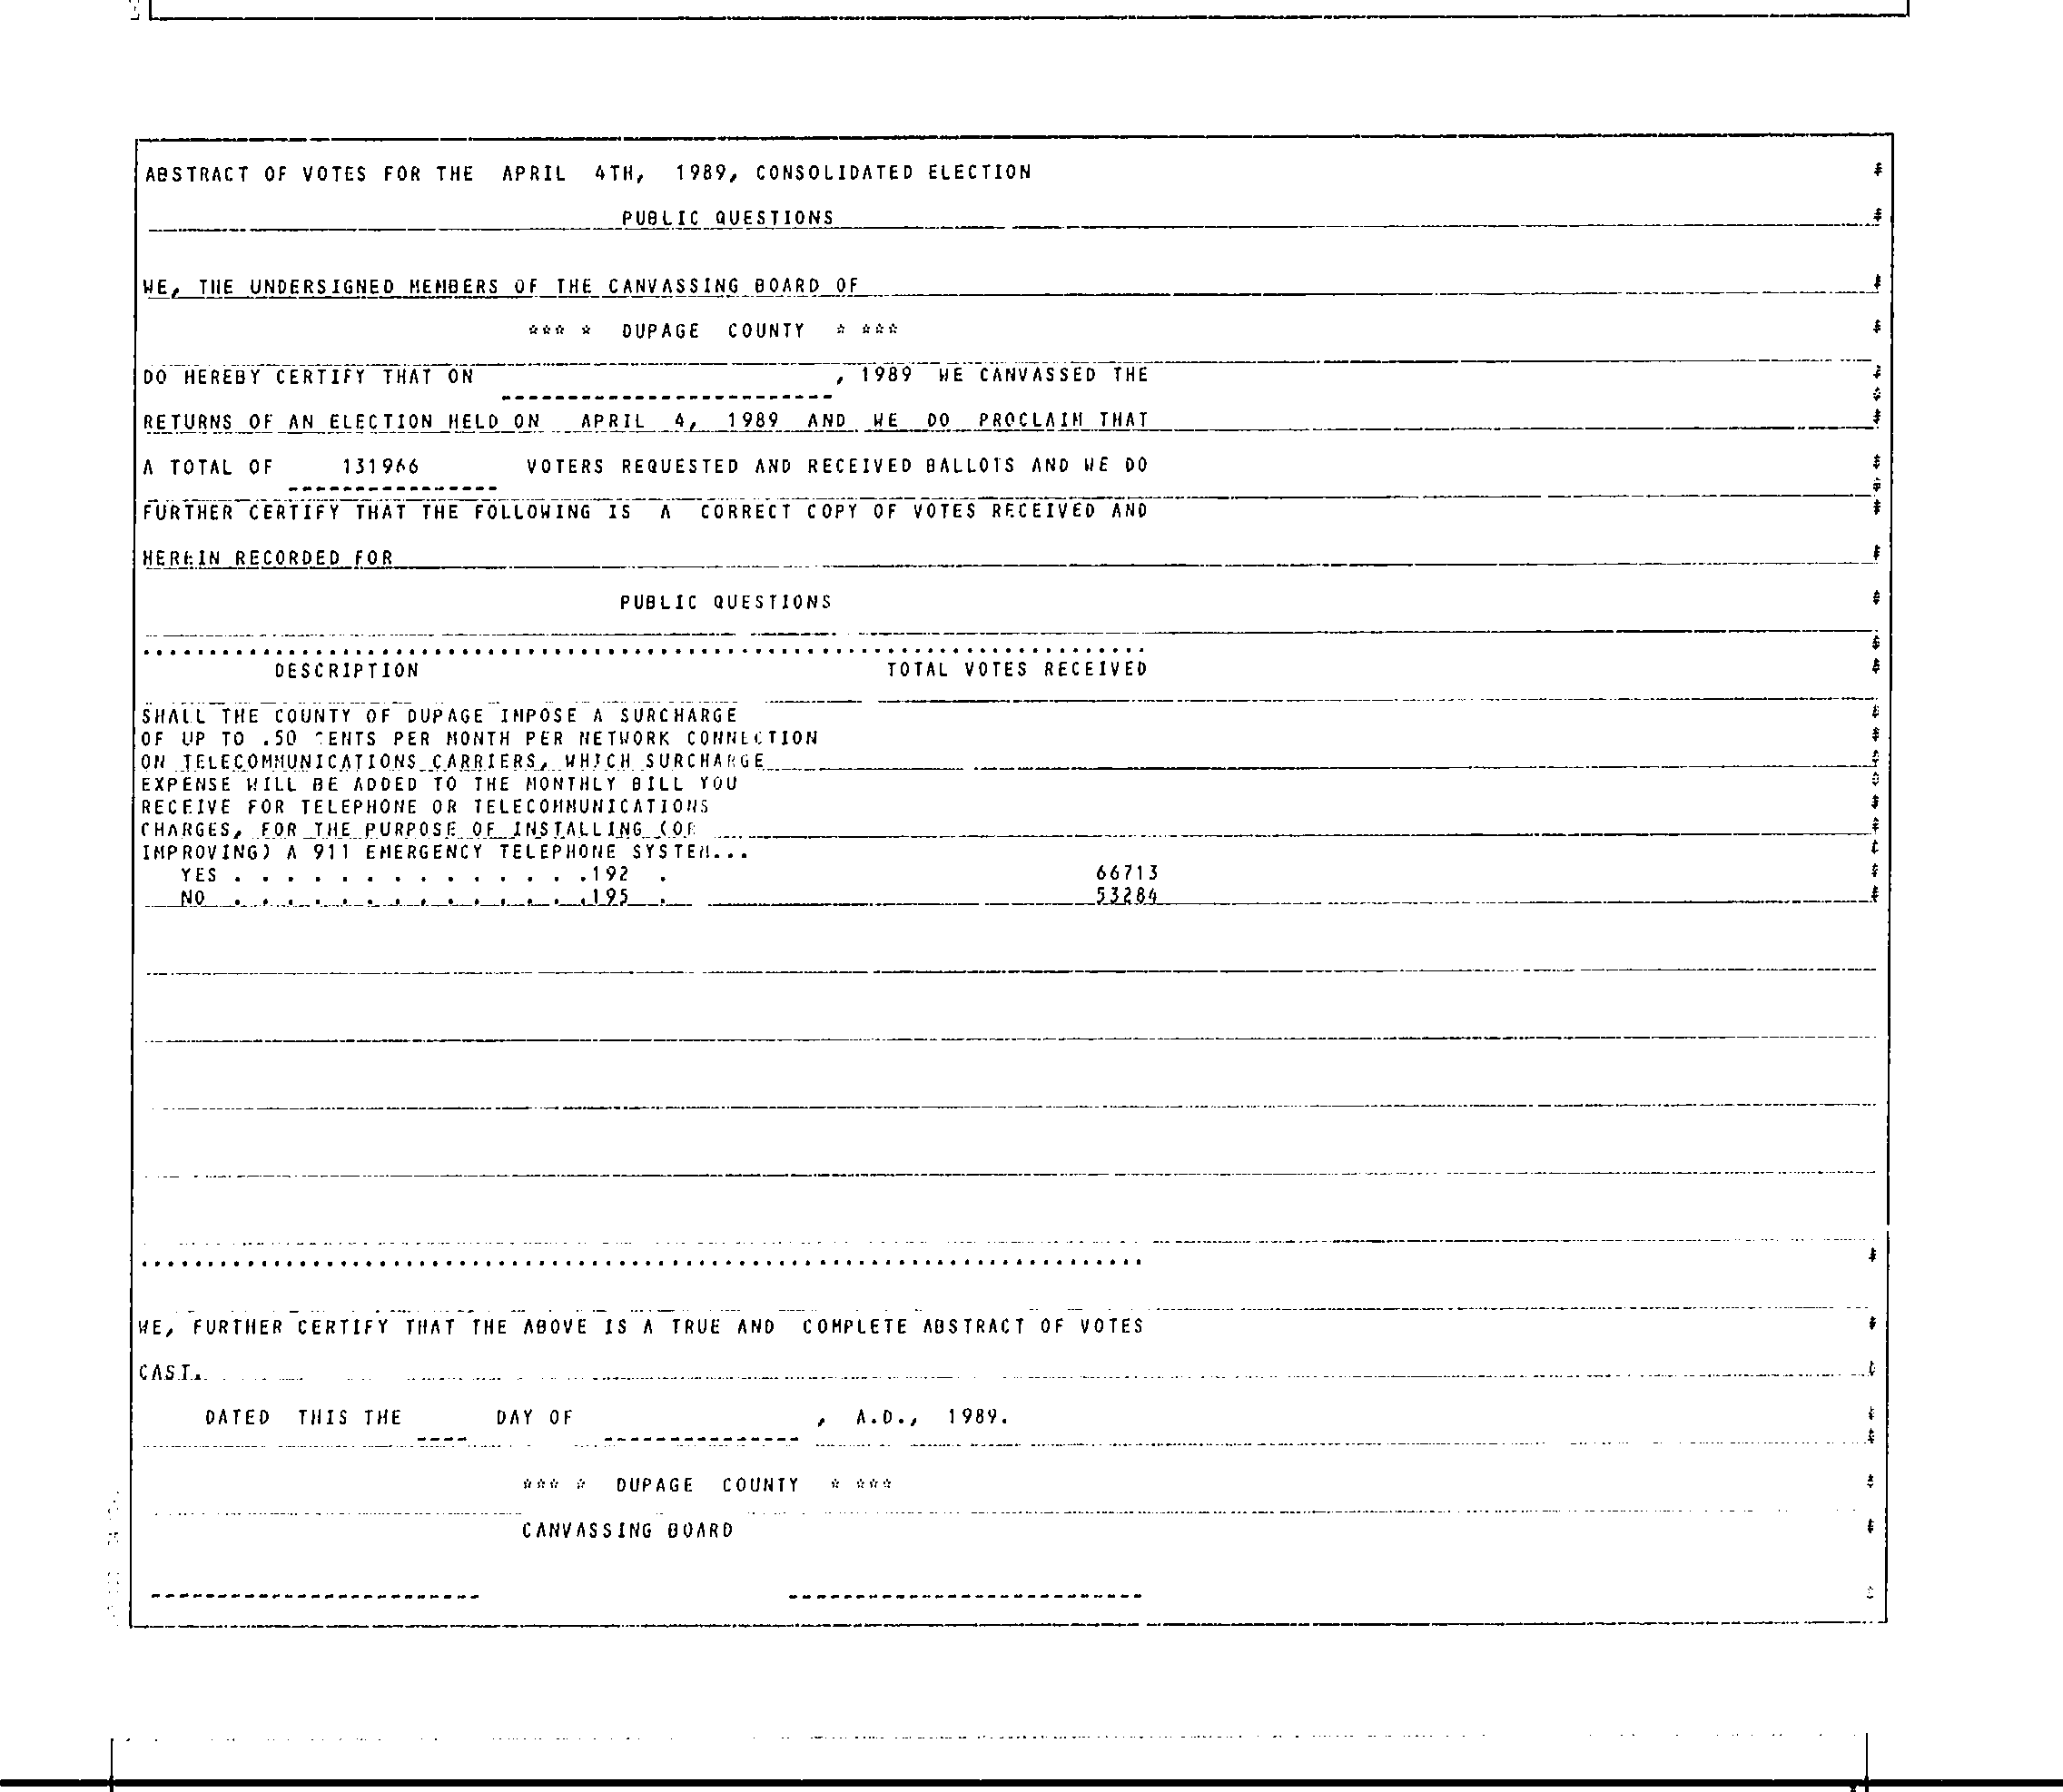 ABSTRACT OF VOTES FOR THE APRIL 4TH, 1989, CONSOLIDATED ELECTION
PUBLIC QUESTIONS
WE, THE UNDERSIGNED MEMBERS OF THE CANVASSING BOARD OF
*** * DUPAGE COUNTY * ***
DO HEREBY CERTIFY THAT ON , 1989 WE CANVASSED THE
RETURNS OF AN ELECTION HELD ON APRIL 4, 1989 AND WE DO PROCLAIM THAT
A TOTAL OF 131966 VOTERS REQUESTED AND RECEIVED BALLOTS AND WE DO
FURTHER CERTIFY THAT THE FOLLOWING IS A CORRECT COPY OF VOTES RECEIVED AND
HEREIN RECORDED FOR
PUBLIC QUESTIONS
DESCRIPTION TOTAL VOTES RECEIVED
SHALL THE COUNTY OF DUPAGE IMPOSE A SURCHARGE
OF UP TO .50 CENTS PER MONTH PER NETWORK CONNECTION
ON TELECOMMUNICATIONS CARRIERS, WHICH SURCHARGE
EXPENSE WILL BE ADDED TO THE MONTHLY BILL YOU
RECEIVE FOR TELEPHONE OR TELECOMMUNICATIONS
CHARGES, FOR THE PURPOSE OF INSTALLING (OR
IMPROVING) A 911 EMERGENCY TELEPHONE SYSTEM...
YES . . . . . . . . . . . . . .192 . 66713
NO . . . . . . . . . . . . . .195 . 53284
WE, FURTHER CERTIFY THAT THE ABOVE IS A TRUE AND COMPLETE ABSTRACT OF VOTES
CAST.
DATED THIS THE ____ DAY OF , A.D., 1989.
*** * DUPAGE COUNTY * ***
CANVASSING BOARD